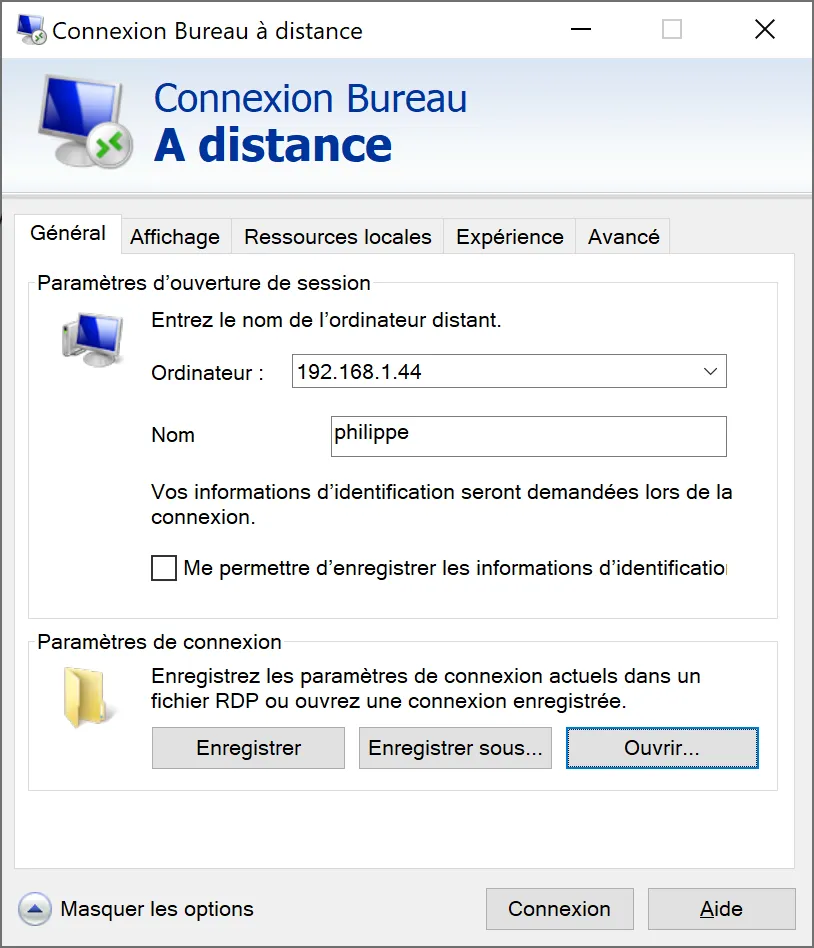 Connexion Bureau à distance
Connexion Bureau
A distance
Général
Affichage
Ressources locales
Expérience
Avancé
Paramètres d’ouverture de session
Entrez le nom de l’ordinateur distant.
Ordinateur :
192.168.1.44
Nom
philippe
Vos informations d’identification seront demandées lors de la
connexion.
Me permettre d’enregistrer les informations d’identificatio
Paramètres de connexion
Enregistrez les paramètres de connexion actuels dans un
fichier RDP ou ouvrez une connexion enregistrée.
Enregistrer
Enregistrer sous...
Ouvrir...
Masquer les options
Connexion
Aide